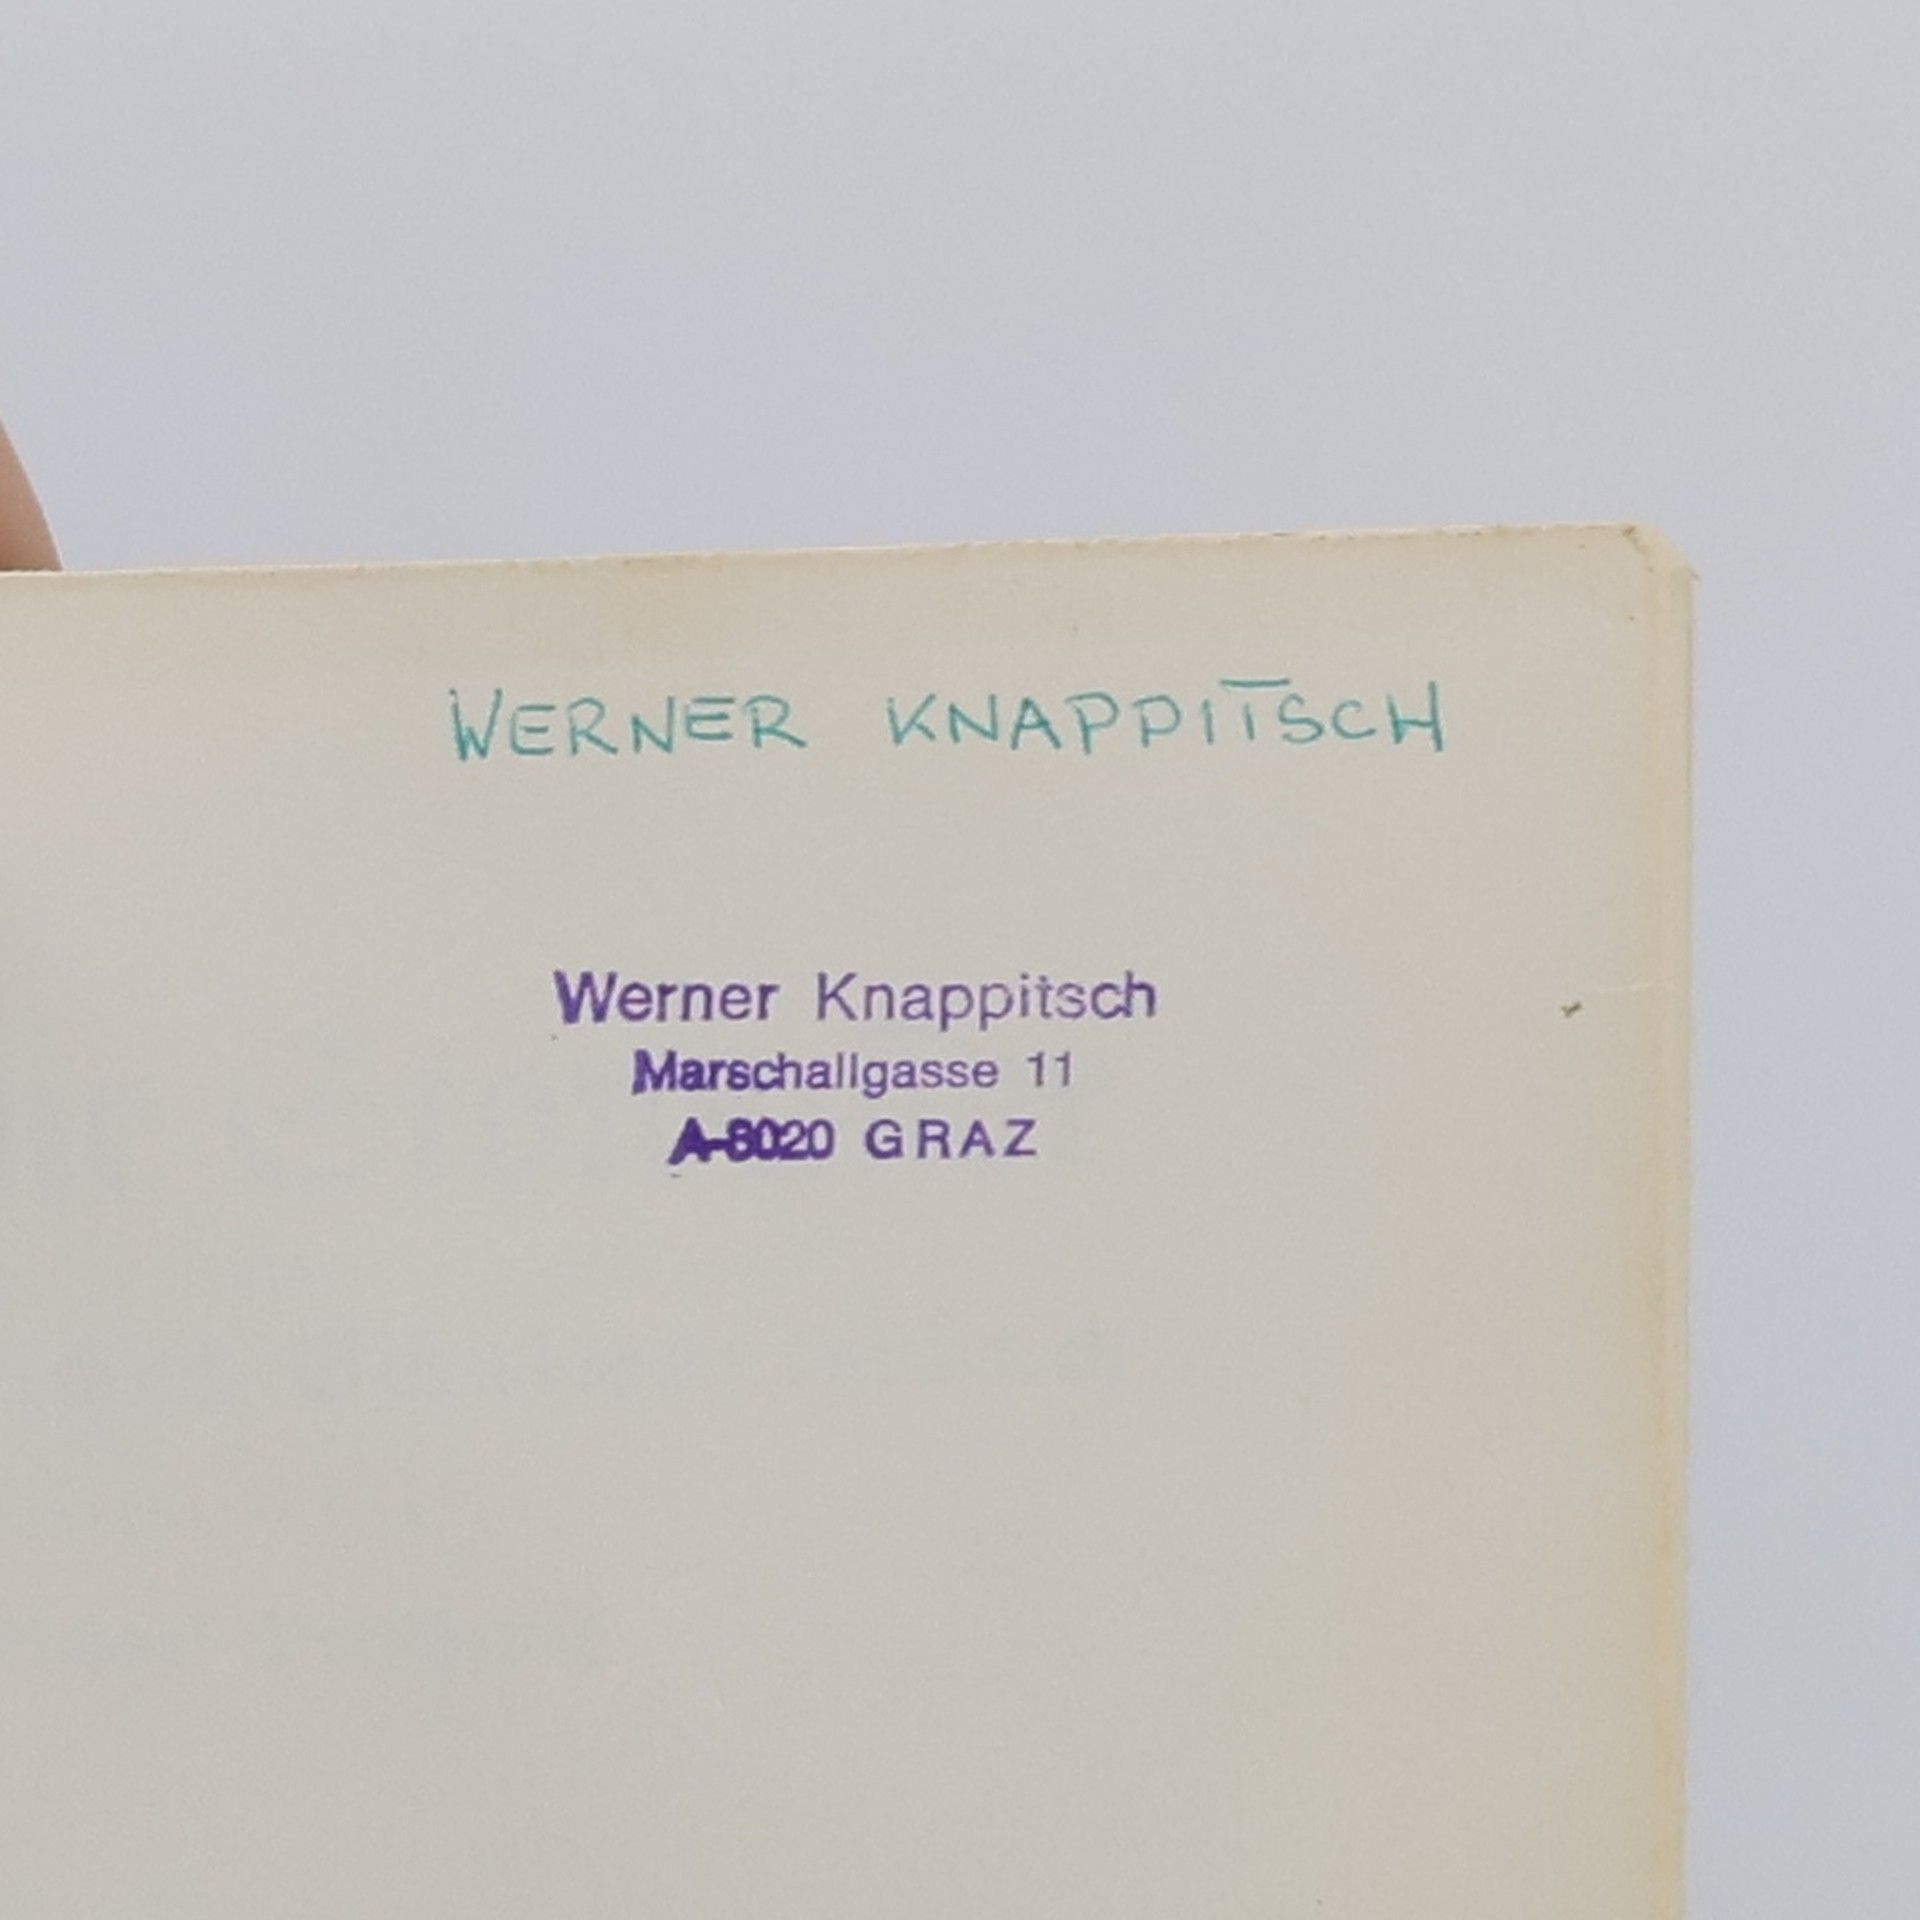 WERNER KNAPPITSCH
Werner Knappitsch
Marschallgasse 11
A-8020 GRAZ